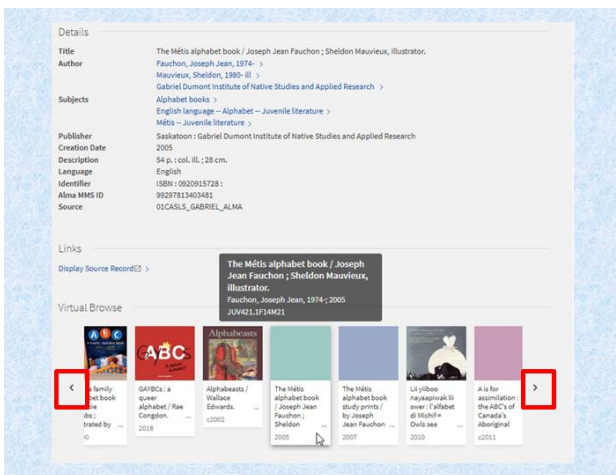 Details
Title The Métis alphabet book / Joseph Jean Fauchon ; Sheldon Mauvieux, illustrator.
Author Fauchon, Joseph Jean, 1974- >
Mauvieux, Sheldon, 1980- ill >
Gabriel Dumont Institute of Native Studies and Applied Research >
Subjects Alphabet books >
English language -- Alphabet -- Juvenile literature >
Métis -- Juvenile literature >
Publisher Saskatoon : Gabriel Dumont Institute of Native Studies and Applied Research
Creation Date 2005
Description 54 p. : col. ill. ; 28 cm.
Language English
Identifier ISBN : 0920915728 :
Alma MMS ID 99297813403481
Source 01CASLS_GABRIEL_ALMA
Links
Display Source Record >
The Métis alphabet book / Joseph
Jean Fauchon ; Sheldon Mauvieux,
illustrator.
Fauchon, Joseph Jean, 1974-; 2005
JUV421.1F14M21
Virtual Browse
ABC
GAYBCs
Alphabeasts
family
bet book
bs ;
trated by ...
GAYBCs : a
queer
alphabet / Rae
Congdon. ...
2018
Alphabeasts /
Wallace
Edwards. ...
c2002
The Métis
alphabet book
/ Joseph Jean
Fauchon ;
Sheldon ...
2005
The Métis
alphabet book
study prints /
by Joseph
Jean Fauchon ...
2007
Lii yiiboo
nayaapiwak lii
swer : l'alfabet
di Michif =
Owls see ...
2010
A is for
assimilation :
the ABC's of
Canada's
Aboriginal
c2011